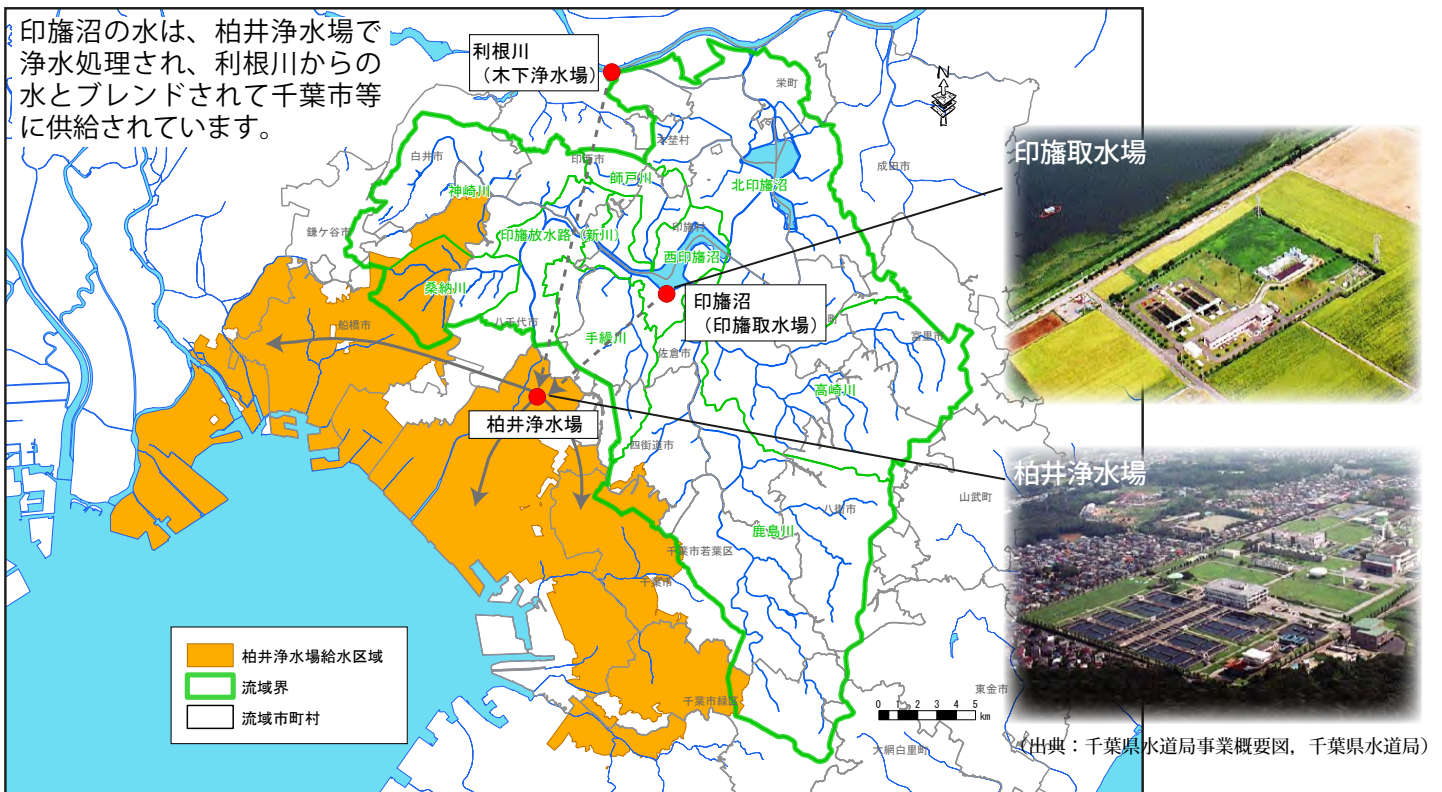 印旛沼の水は、柏井浄水場で
浄水処理され、利根川からの
水とブレンドされて千葉市等
に供給されています。
利根川
（木下浄水場）
N
栄町
本埜村
成田市
白井市
印西市
師戸川
北印旛沼
神崎川
鎌ケ谷市
印旛放水路（新川）
印旛村
西印旛沼
桑納川
印旛沼
（印旛取水場）
町
船橋市
八千代市
手繰川
富里市
佐倉市
高崎川
柏井浄水場
四街道市
山武町
八街市
鹿島川
千葉市若葉区
千葉市
柏井浄水場給水区域
流域界
流域市町村
千葉市緑区
東金市
0 1 2 3 4 5
km
大網白里町
印旛取水場
柏井浄水場
（出典：千葉県水道局事業概要図，千葉県水道局）